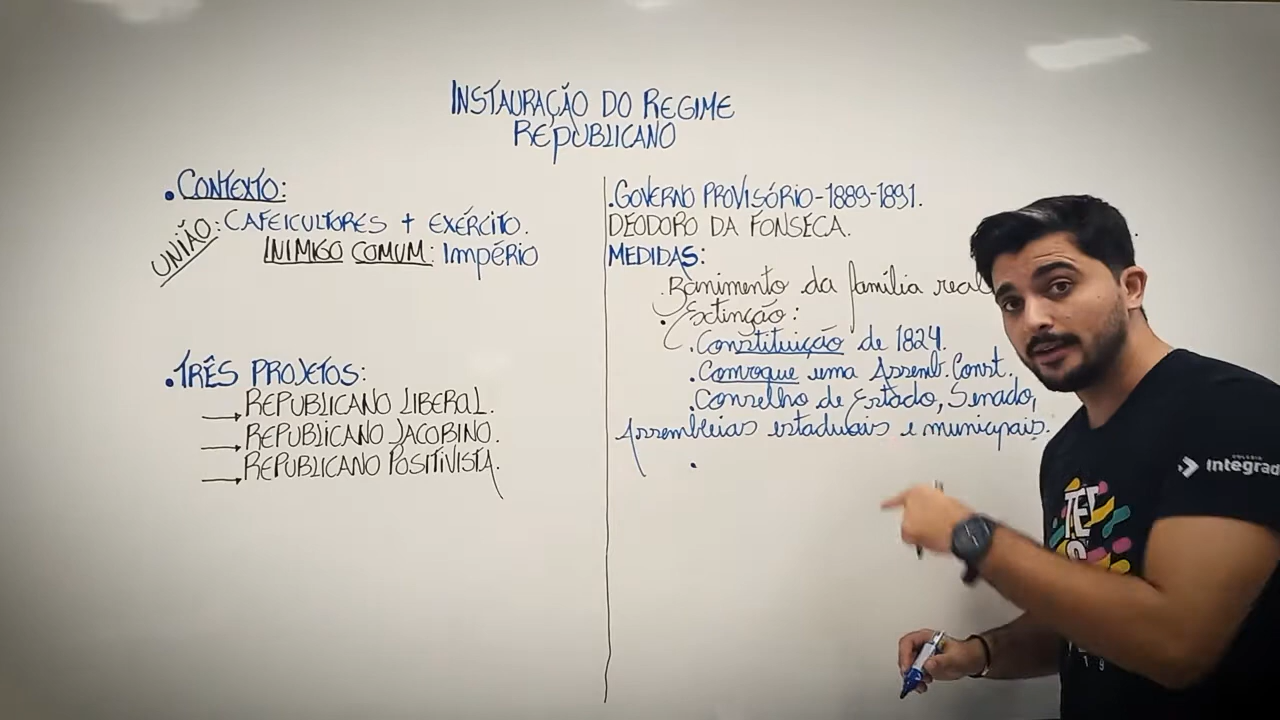 INSTAURAÇÃO DO REGIME
REPUBLICANO
.CONTEXTO:
UNIÃO: CAFEICULTORES + EXÉRCITO.
INIMIGO COMUM: IMPÉRIO
.TRÊS PROJETOS:
REPUBLICANO LIBERAL.
REPUBLICANO JACOBINO.
REPUBLICANO POSITIVISTA.
.GOVERNO PROVISÓRIO-1889-1891.
DEODORO DA FONSECA.
MEDIDAS:
.Banimento da família real
.Extinção:
.Constituição de 1824.
.Convoque uma Assemb. Const.
.Conselho de Estado, Senado,
Assembleias estaduais e municipais.
.
Integrad